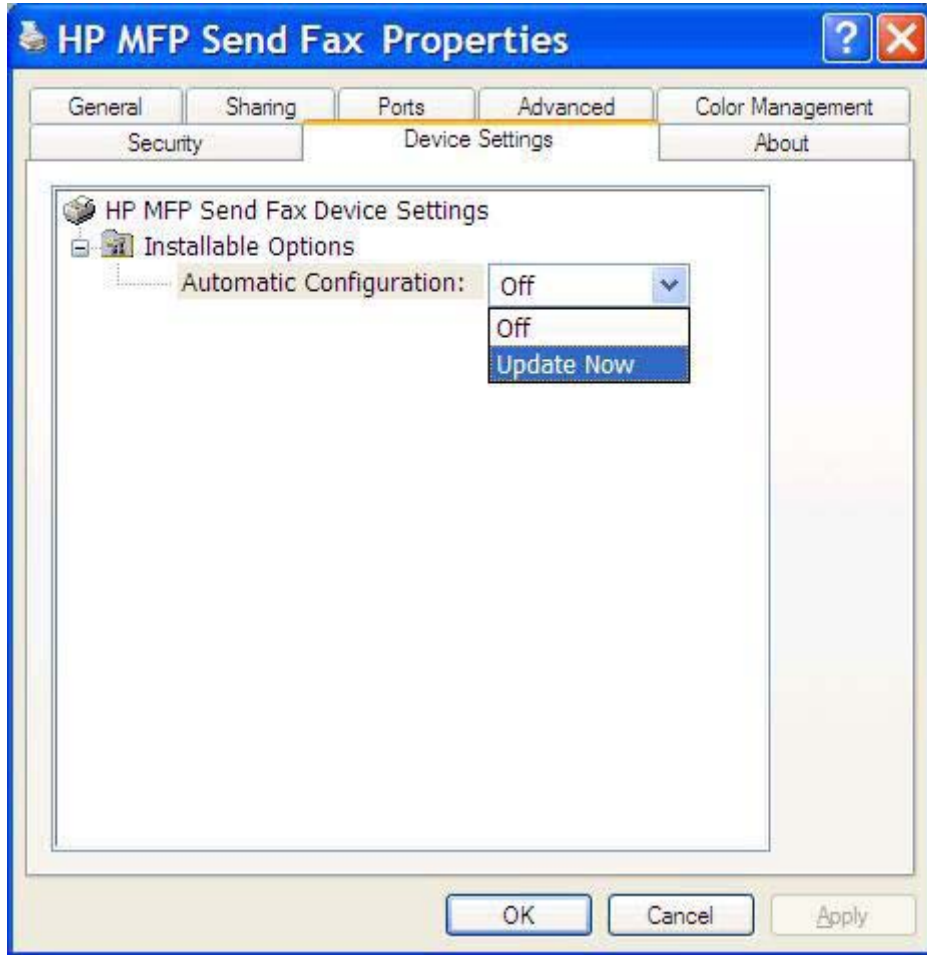 HP MFP Send Fax Properties ?
General Sharing Ports Advanced Color Management
Security Device Settings About
HP MFP Send Fax Device Settings
Installable Options
Automatic Configuration: Off
Off
Update Now
OK Cancel Apply